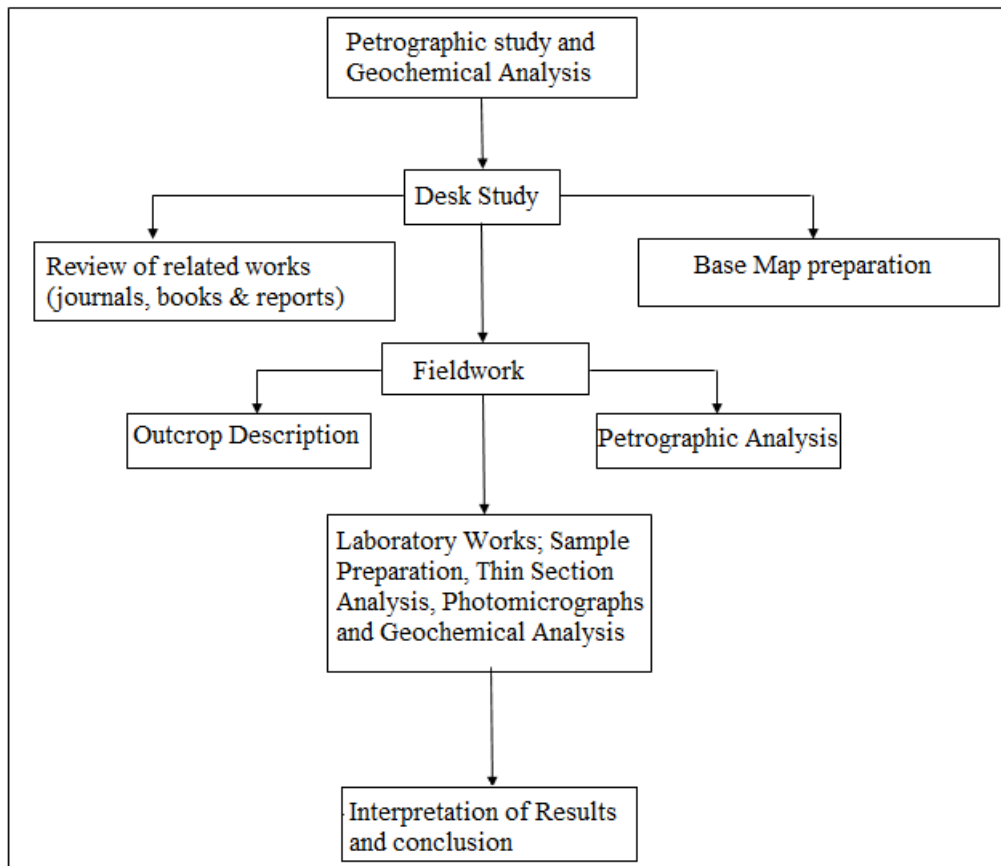 Petrographic study and
Geochemical Analysis
Desk Study
Review of related works
(journals, books & reports)
Base Map preparation
Fieldwork
Outcrop Description
Petrographic Analysis
Laboratory Works; Sample
Preparation, Thin Section
Analysis, Photomicrographs
and Geochemical Analysis
Interpretation of Results
and conclusion